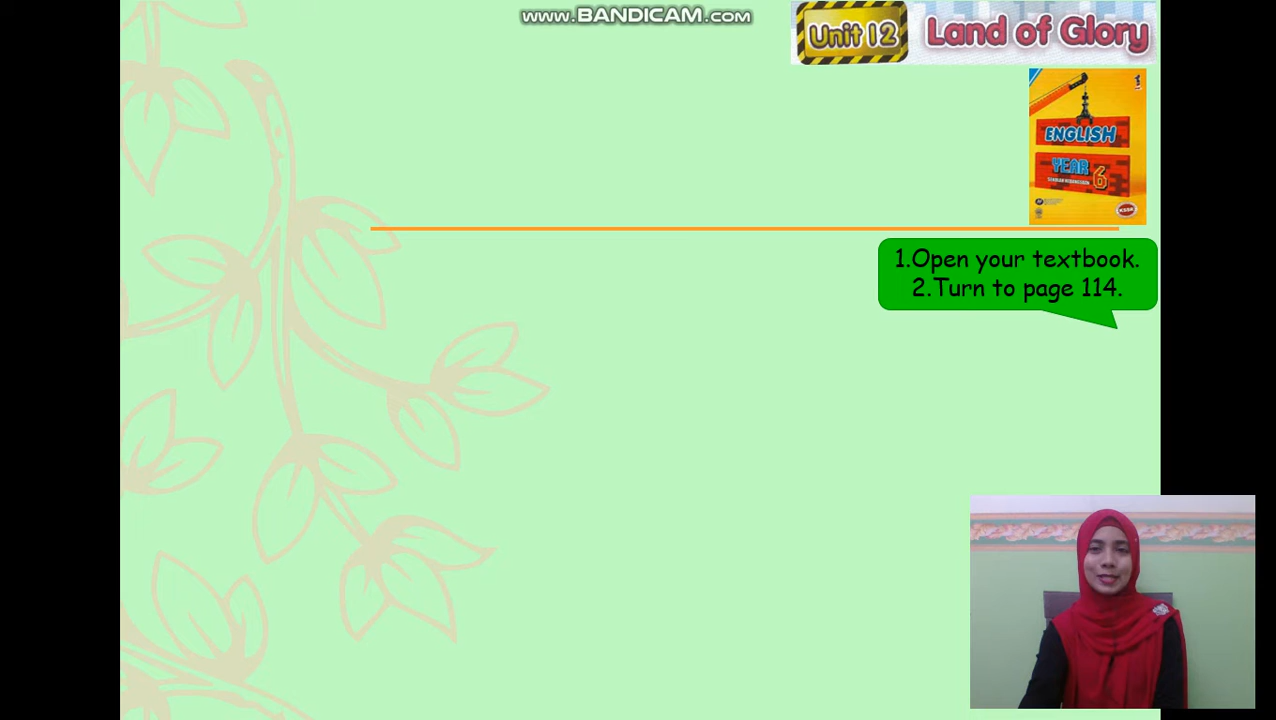 www.BANDICAM.com
Unit 12 Land of Glory
ENGLISH
YEAR 6
KSSR
1.Open your textbook.
2.Turn to page 114.